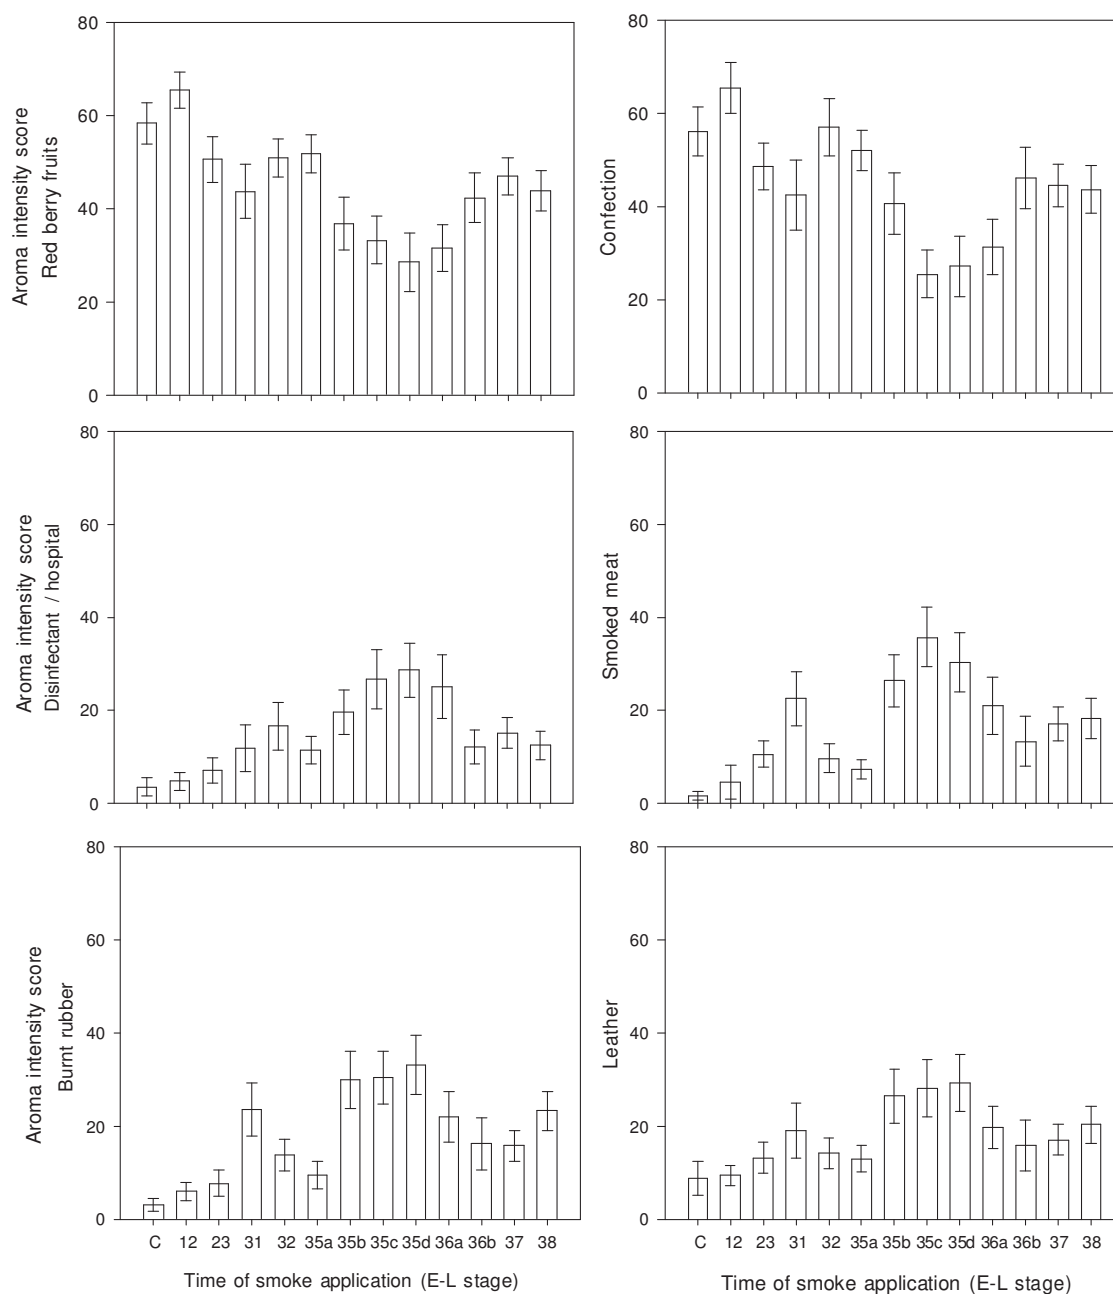 80
60
40
20
0
Aroma intensity score
Red berry fruits
80
60
40
20
0
Confection
80
60
40
20
0
Aroma intensity score
Disinfectant / hospital
80
60
40
20
0
Smoked meat
80
60
40
20
0
Aroma intensity score
Burnt rubber
C 12 23 31 32 35a 35b 35c 35d 36a 36b 37 38
Time of smoke application (E-L stage)
80
60
40
20
0
Leather
C 12 23 31 32 35a 35b 35c 35d 36a 36b 37 38
Time of smoke application (E-L stage)